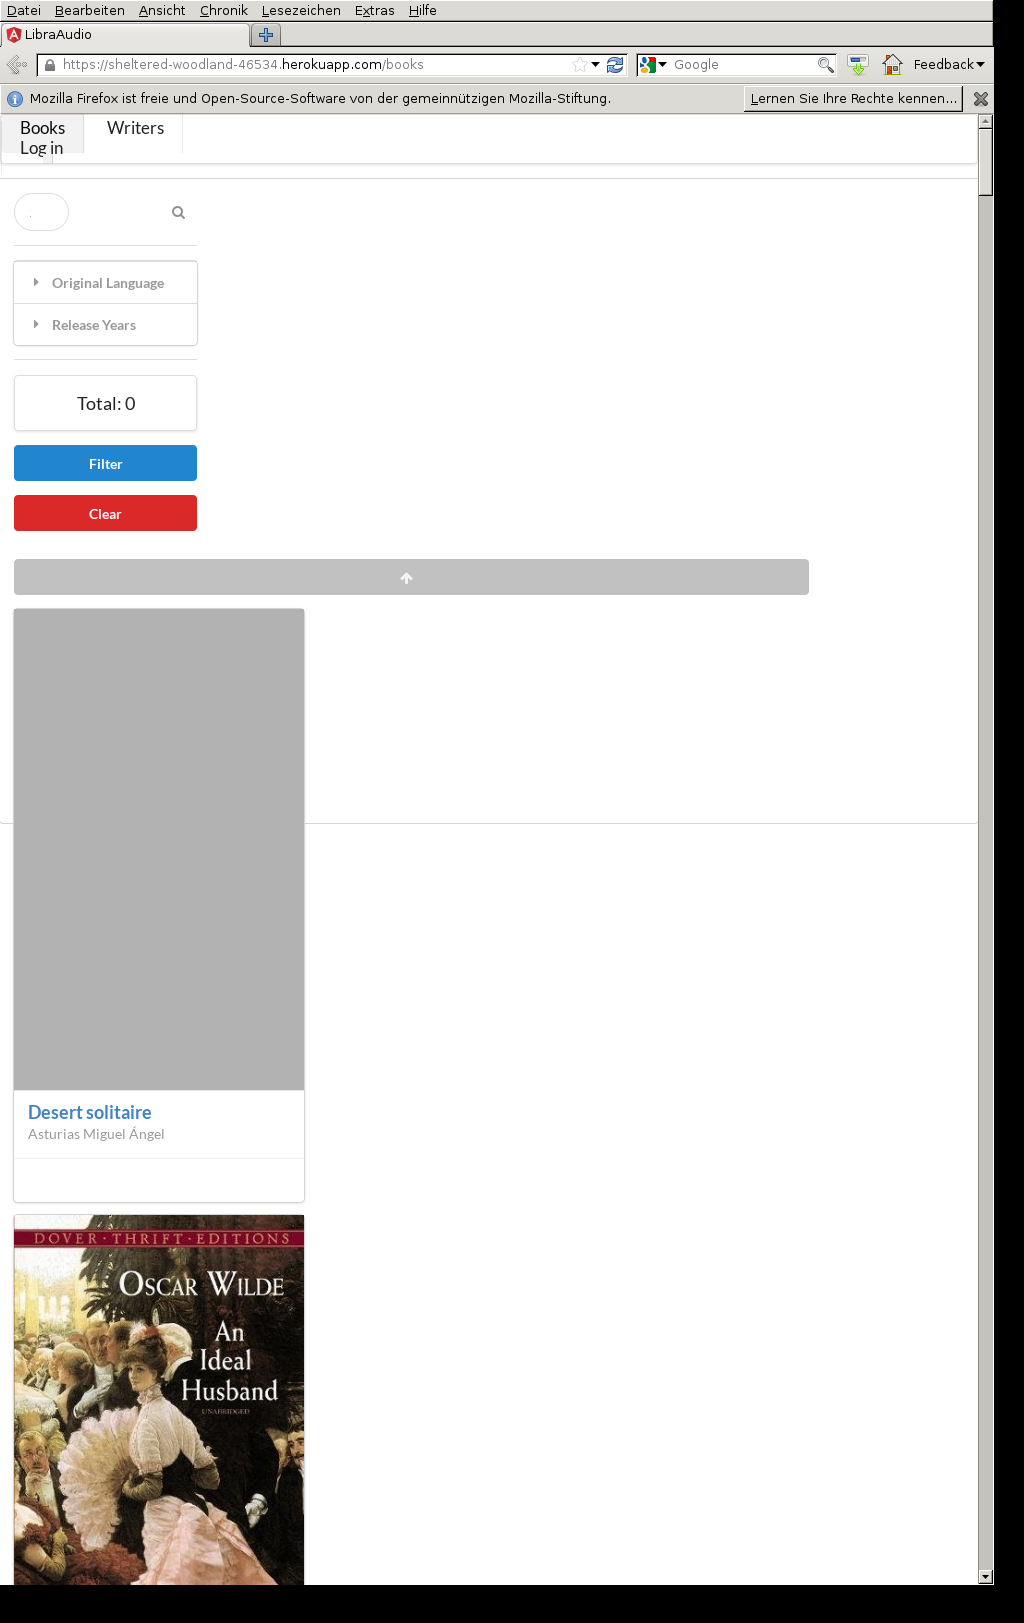 Datei Bearbeiten Ansicht Chronik Lesezeichen Extras Hilfe
LibraAudio
https://sheltered-woodland-46534.herokuapp.com/books Google Feedback
Mozilla Firefox ist freie und Open-Source-Software von der gemeinnützigen Mozilla-Stiftung. Lernen Sie Ihre Rechte kennen...
Books Writers
Log in
Original Language
Release Years
Total: 0
Filter
Clear
Desert solitaire
Asturias Miguel Ángel
DOVER · THRIFT · EDITIONS
OSCAR WILDE
An
Ideal
Husband
UNABRIDGED